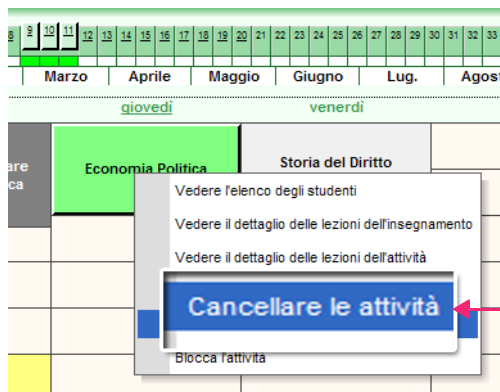 8 9 10 11 12 13 14 15 16 17 18 19 20 21 22 23 24 25 26 27 28 29 30 31 32 33
Marzo Aprile Maggio Giugno Lug. Agost
giovedì venerdì
are
ca
Economia Politica
Storia del Diritto
Vedere l'elenco degli studenti
Vedere il dettaglio delle lezioni dell'insegnamento
Vedere il dettaglio delle lezioni dell'attività
Cancellare le attività
Blocca l'attività